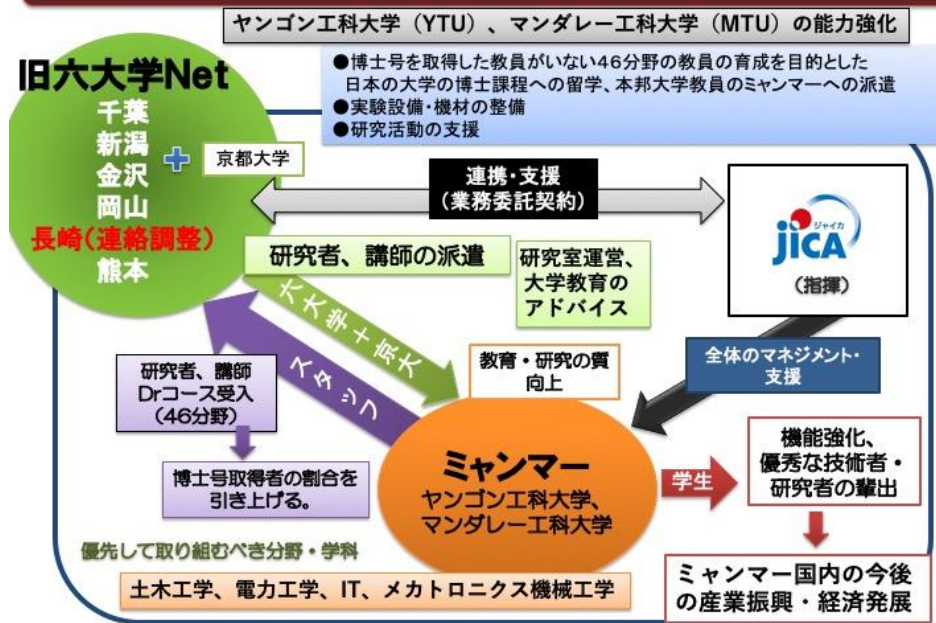 ヤンゴン工科大学(YTU)、マンダレー工科大学(MTU)の能力強化
●博士号を取得した教員がいない46分野の教員の育成を目的とした
日本の大学の博士課程への留学、本邦大学教員のミャンマーへの派遣
●実験設備・機材の整備
●研究活動の支援
旧六大学Net
千葉
新潟
金沢
岡山
長崎(連絡調整)
熊本
+
京都大学
連携・支援
(業務委託契約)
ジャイカ
jICA
(指揮)
研究者、講師の派遣
研究室運営、
大学教育の
アドバイス
六大学+京大
スタッフ
教育・研究の質
向上
全体のマネジメント・
支援
研究者、講師
Drコース受入
(46分野)
博士号取得者の割合を
引き上げる。
ミャンマー
ヤンゴン工科大学、
マンダレー工科大学
学生
機能強化、
優秀な技術者・
研究者の輩出
優先して取り組むべき分野・学科
土木工学、電力工学、IT、メカトロニクス機械工学
ミャンマー国内の今後
の産業振興・経済発展